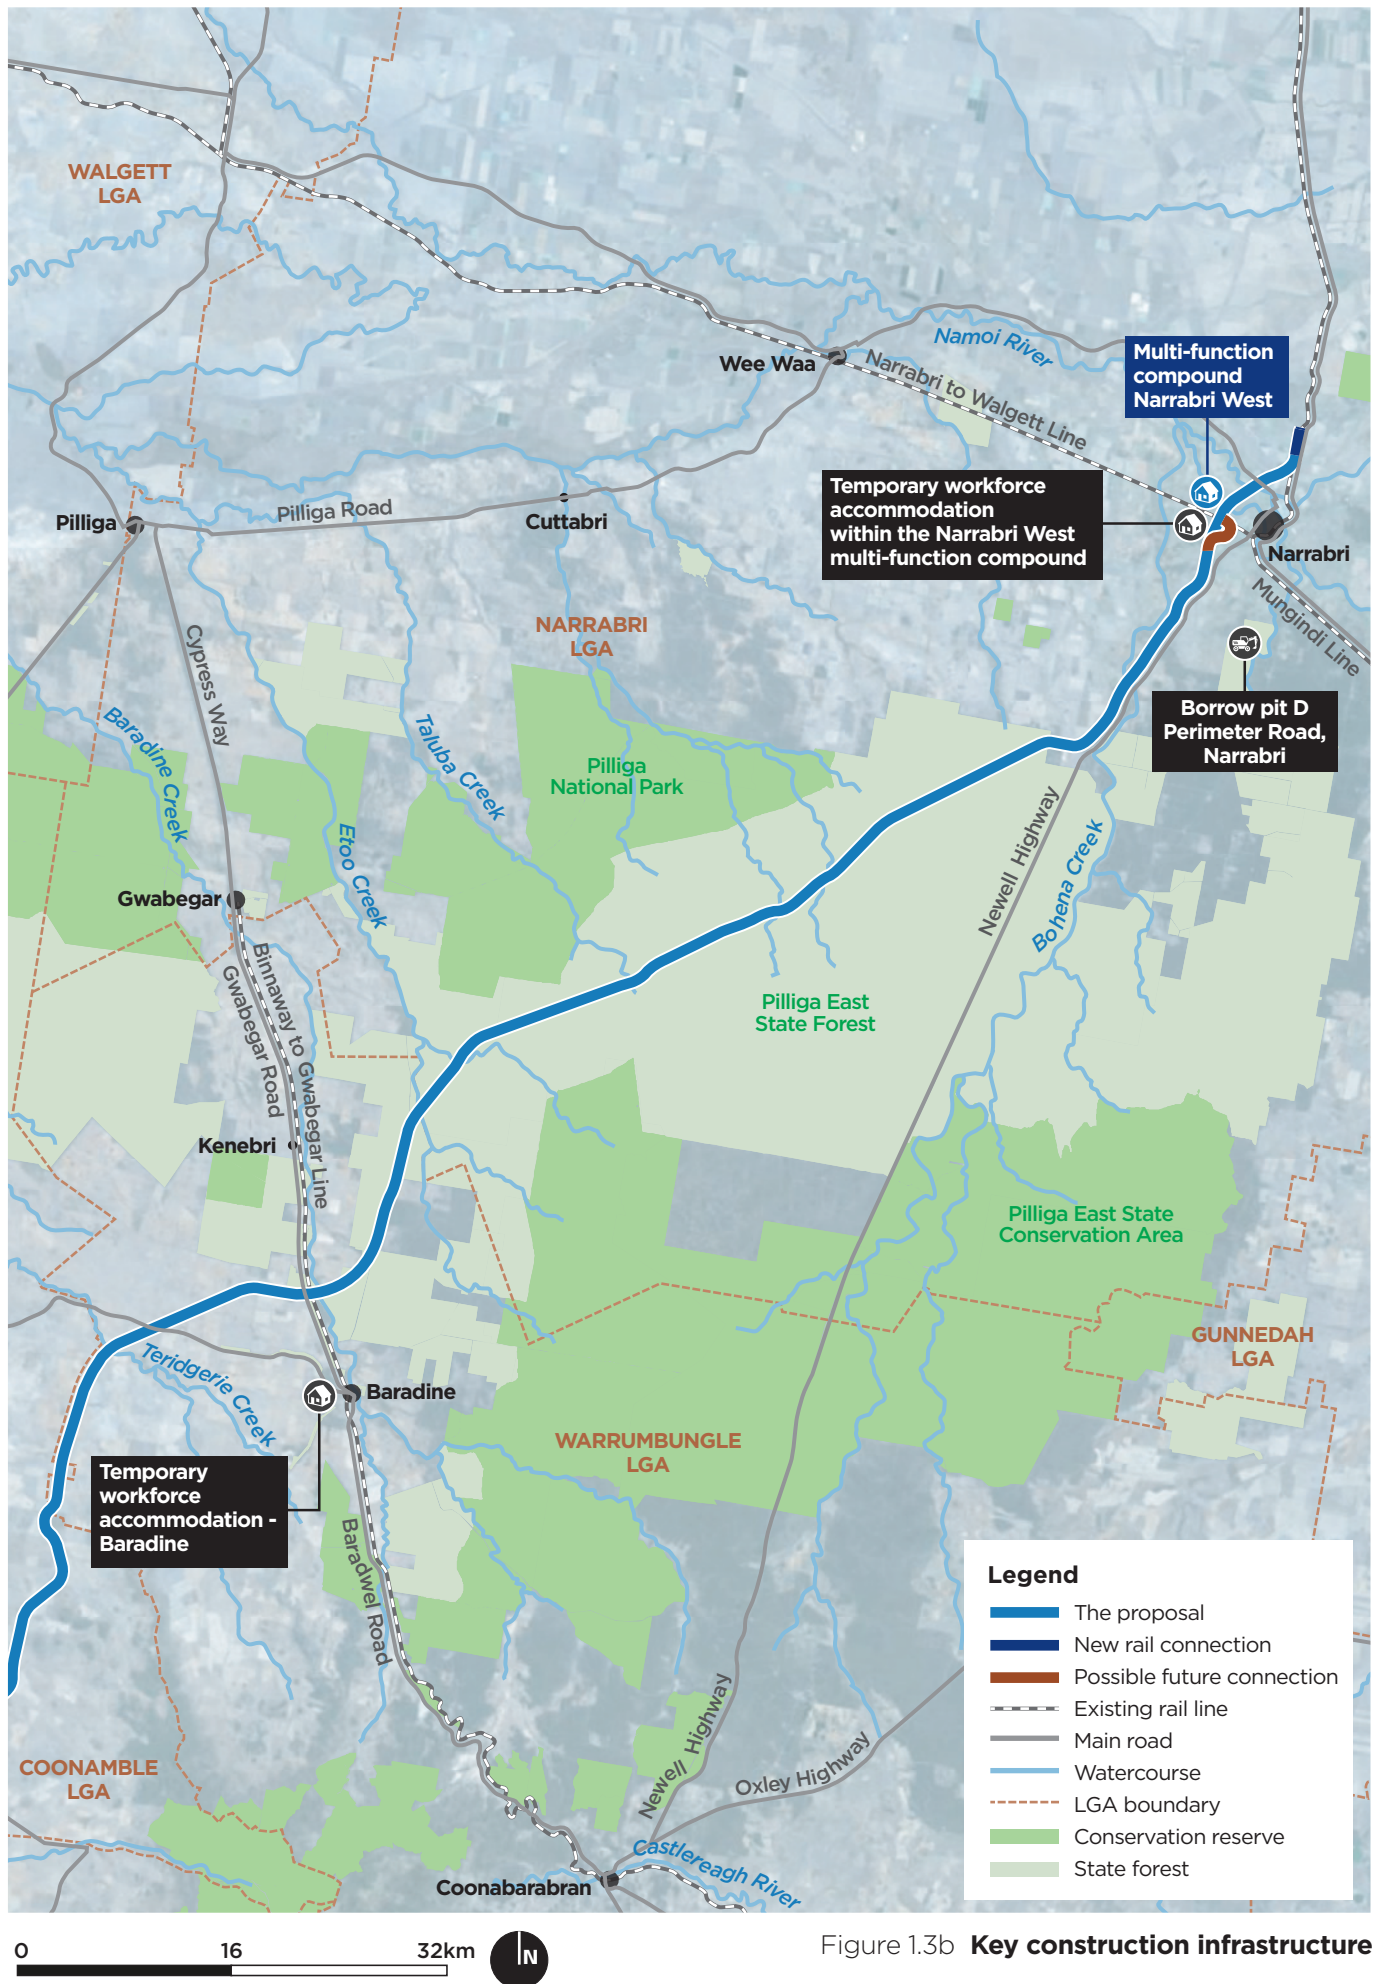 WALGETT
LGA
Wee Waa
Namoi River
Narrabri to Walgett Line
Multi-function
compound
Narrabri West
Temporary workforce
accommodation
within the Narrabri West
multi-function compound
Pilliga
Pilliga Road
Cuttabri
Narrabri
Mungindi Line
NARRABRI
LGA
Cypress Way
Baradine Creek
Taluba Creek
Etoo Creek
Pilliga
National Park
Borrow pit D
Perimeter Road,
Narrabri
Newell Highway
Bohena Creek
Gwabegar
Binnaway to Gwabegar Line
Gwabegar Road
Pilliga East
State Forest
Kenebri
Pilliga East State
Conservation Area
GUNNEDAH
LGA
Teridgerie Creek
Baradine
WARRUMBUNGLE
LGA
Temporary
workforce
accommodation -
Baradine
Baradwel Road
COONAMBLE
LGA
Newell Highway
Oxley Highway
Castlereagh River
Coonabarabran
Legend
The proposal
New rail connection
Possible future connection
Existing rail line
Main road
Watercourse
LGA boundary
Conservation reserve
State forest
0 16 32km
N
Figure 1.3b Key construction infrastructure